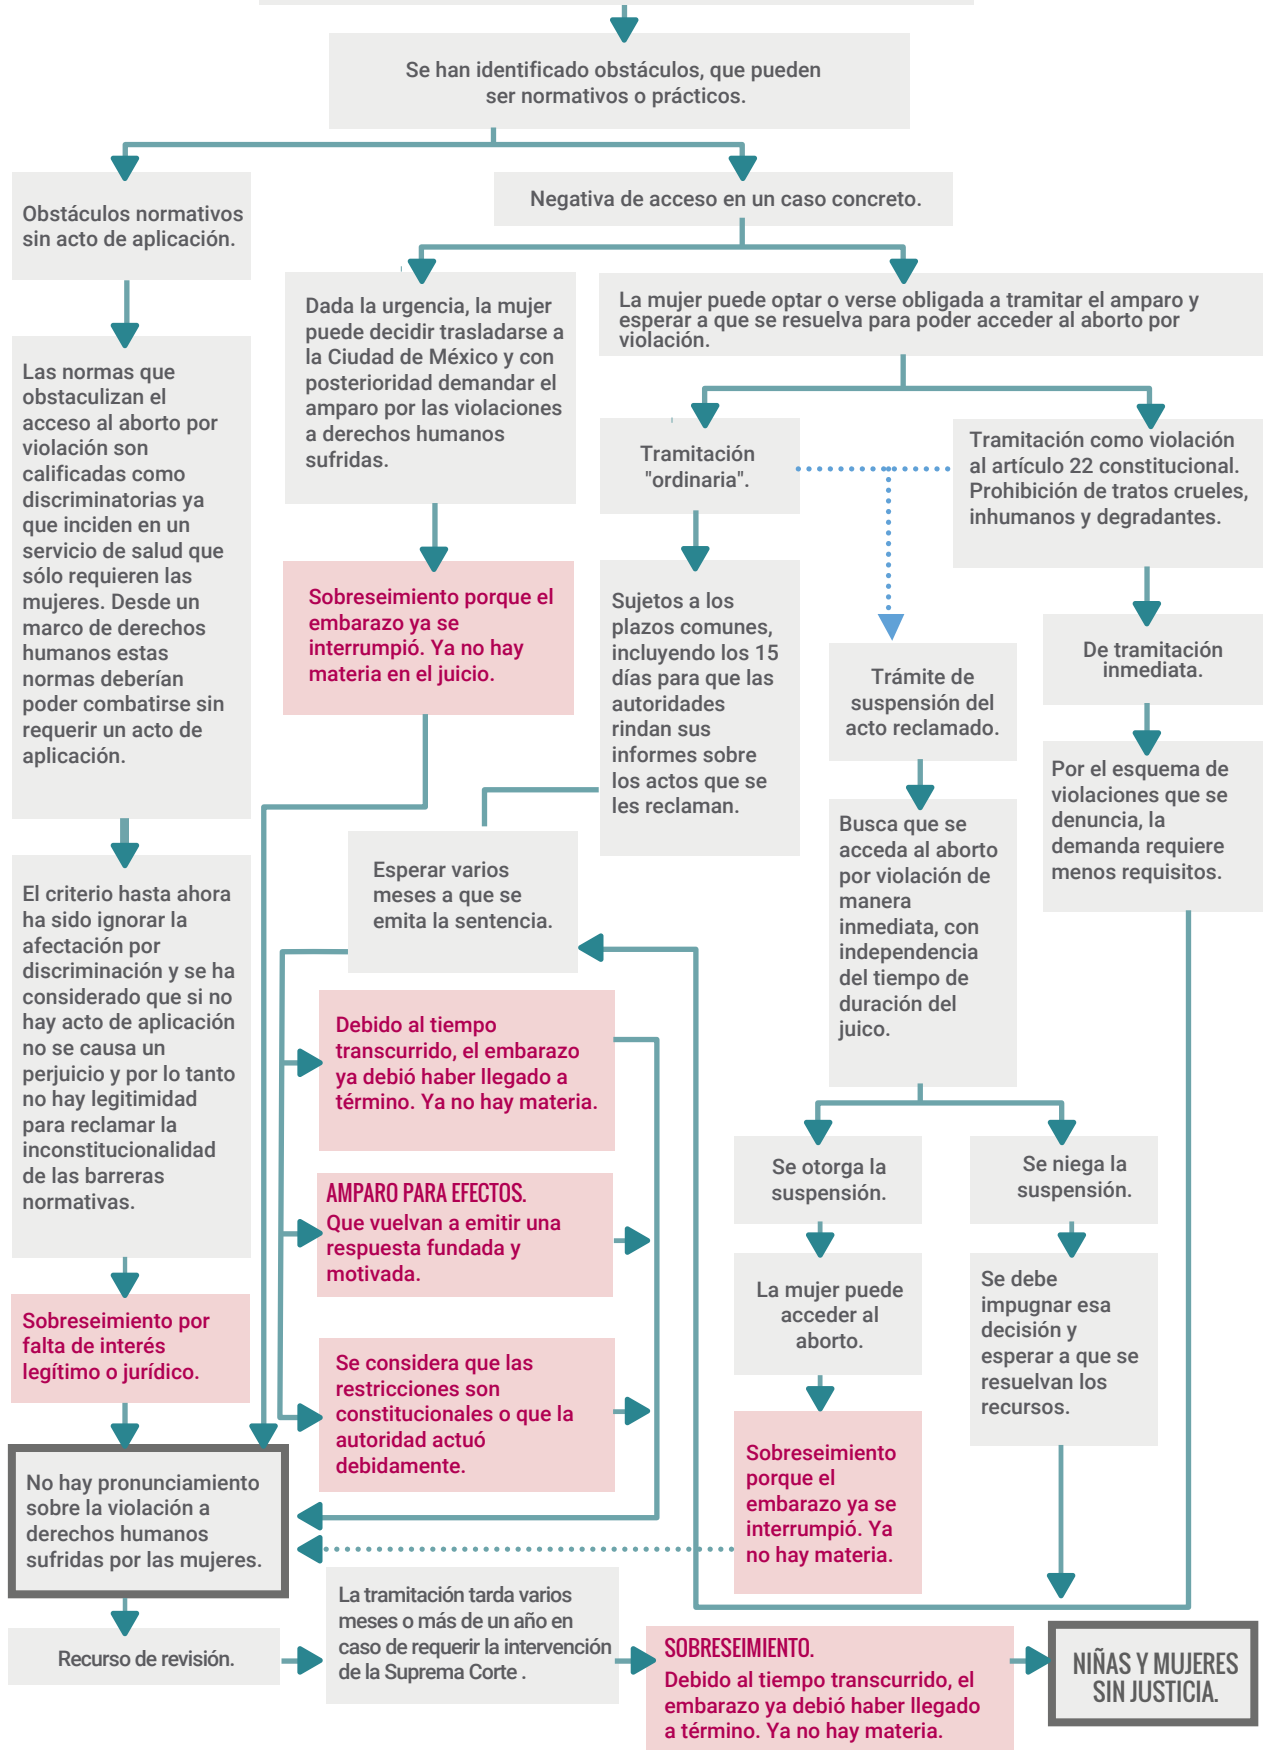 Se han identificado obstáculos, que pueden
ser normativos o prácticos.
Obstáculos normativos
sin acto de aplicación.
Negativa de acceso en un caso concreto.
Las normas que
obstaculizan el
acceso al aborto por
violación son
calificadas como
discriminatorias ya
que inciden en un
servicio de salud que
sólo requieren las
mujeres. Desde un
marco de derechos
humanos estas
normas deberían
poder combatirse sin
requerir un acto de
aplicación.
Dada la urgencia, la mujer
puede decidir trasladarse a
la Ciudad de México y con
posterioridad demandar el
amparo por las violaciones
a derechos humanos
sufridas.
La mujer puede optar o verse obligada a tramitar el amparo y
esperar a que se resuelva para poder acceder al aborto por
violación.
Tramitación
"ordinaria".
Tramitación como violación
al artículo 22 constitucional.
Prohibición de tratos crueles,
inhumanos y degradantes.
Sobreseimiento porque el
embarazo ya se
interrumpió. Ya no hay
materia en el juicio.
Sujetos a los
plazos comunes,
incluyendo los 15
días para que las
autoridades
rindan sus
informes sobre
los actos que se
les reclaman.
Trámite de
suspensión del
acto reclamado.
De tramitación
inmediata.
Por el esquema de
violaciones que se
denuncia, la
demanda requiere
menos requisitos.
Busca que se
acceda al aborto
por violación de
manera
inmediata, con
independencia
del tiempo de
duración del
juico.
El criterio hasta ahora
ha sido ignorar la
afectación por
discriminación y se ha
considerado que si no
hay acto de aplicación
no se causa un
perjuicio y por lo tanto
no hay legitimidad
para reclamar la
inconstitucionalidad
de las barreras
normativas.
Esperar varios
meses a que se
emita la sentencia.
Debido al tiempo
transcurrido, el embarazo
ya debió haber llegado a
término. Ya no hay materia.
AMPARO PARA EFECTOS.
Que vuelvan a emitir una
respuesta fundada y
motivada.
Se considera que las
restricciones son
constitucionales o que la
autoridad actuó
debidamente.
Se otorga la
suspensión.
Se niega la
suspensión.
La mujer puede
acceder al
aborto.
Se debe
impugnar esa
decisión y
esperar a que se
resuelvan los
recursos.
Sobreseimiento por
falta de interés
legítimo o jurídico.
Sobreseimiento
porque el
embarazo ya se
interrumpió. Ya
no hay materia.
No hay pronunciamiento
sobre la violación a
derechos humanos
sufridas por las mujeres.
Recurso de revisión.
La tramitación tarda varios
meses o más de un año en
caso de requerir la intervención
de la Suprema Corte .
SOBRESEIMIENTO.
Debido al tiempo transcurrido, el
embarazo ya debió haber llegado
a término. Ya no hay materia.
NIÑAS Y MUJERES
SIN JUSTICIA.